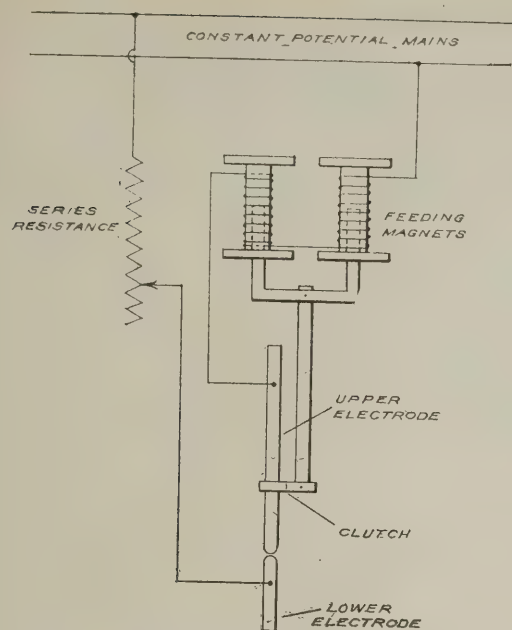 CONSTANT POTENTIAL MAINS
SERIES
RESISTANCE
FEEDING
MAGNETS
UPPER
ELECTRODE
CLUTCH
LOWER
ELECTRODE